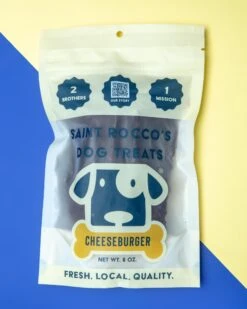 2
BROTHERS
OUR STORY
1
MISSION
SAINT ROCCO'S
DOG TREATS
CHEESEBURGER
NET WT. 8 OZ.
FRESH. LOCAL. QUALITY.